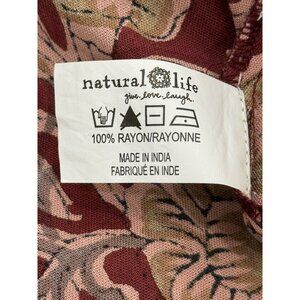 natural life
give. love. laugh.
100% RAYON/RAYONNE
MADE IN INDIA
FABRIQUÉ EN INDE